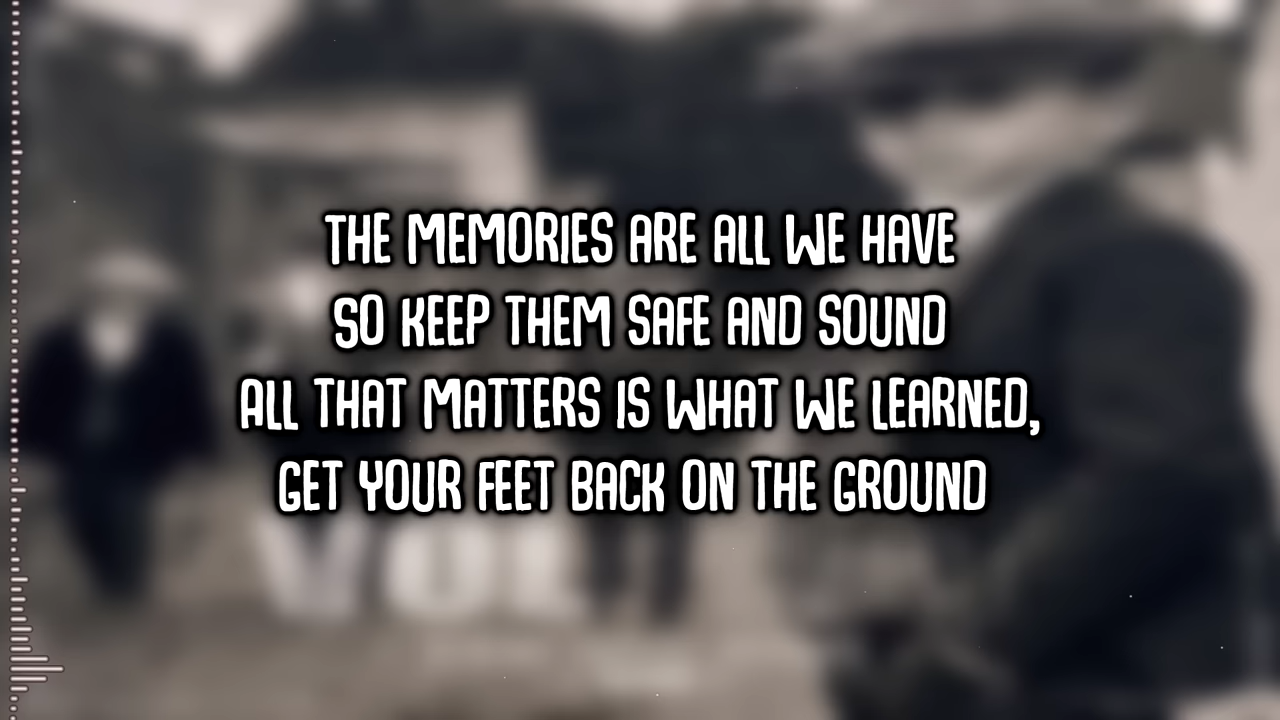 THE MEMORIES ARE ALL WE HAVE
SO KEEP THEM SAFE AND SOUND
ALL THAT MATTERS IS WHAT WE LEARNED,
GET YOUR FEET BACK ON THE GROUND